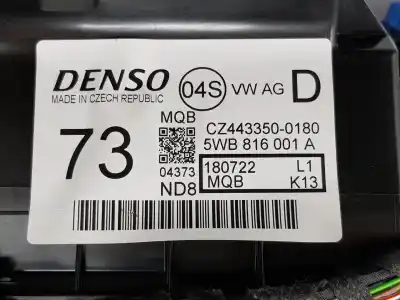 DENSO
MADE IN CZECH REPUBLIC
04S
VW AG
D
MQB
73
04373
ND8
CZ443350-0180
5WB 816 001 A
180722 L1
MQB K13